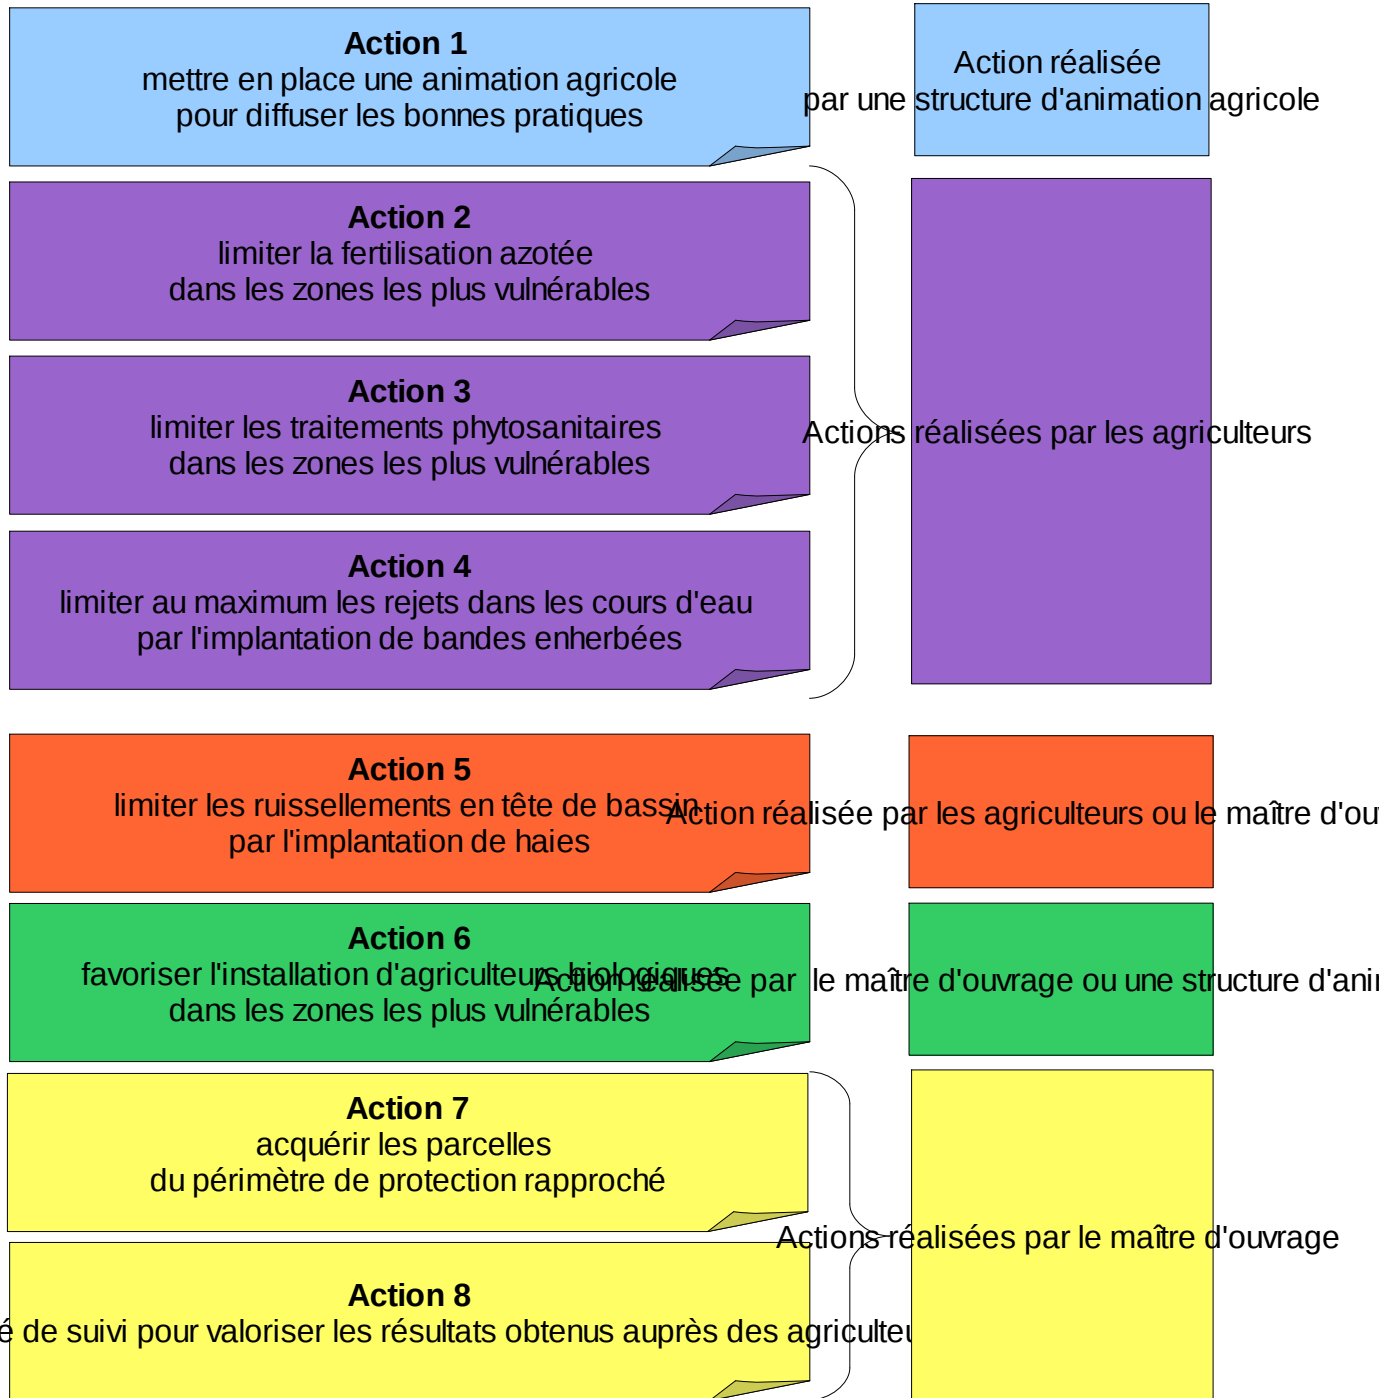 Action 1
mettre en place une animation agricole
pour diffuser les bonnes pratiques
Action réalisée
par une structure d'animation agricole
Action 2
limiter la fertilisation azotée
dans les zones les plus vulnérables
Action 3
limiter les traitements phytosanitaires
dans les zones les plus vulnérables
Actions réalisées par les agriculteurs
Action 4
limiter au maximum les rejets dans les cours d'eau
par l'implantation de bandes enherbées
Action 5
limiter les ruissellements en tête de bassin
par l'implantation de haies
Action réalisée par les agriculteurs ou le maître
Action 6
favoriser l'installation d'agriculteurs biologiques
dans les zones les plus vulnérables
Action réalisée par le maître d'ouvrage ou une structure
Action 7
acquérir les parcelles
du périmètre de protection rapproché
Actions réalisées par le maître d'ouvrage
Action 8
de suivi pour valoriser les résultats obtenus auprès des